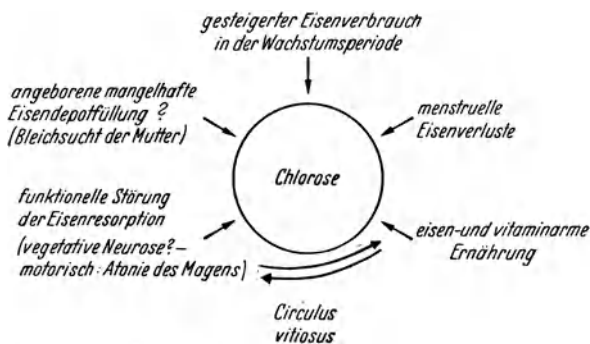 gesteigerter Eisenverbrauch
in der Wachstumsperiode
angeborene mangelhafte
Eisendepotfüllung ?
(Bleichsucht der Mutter)
menstruelle
Eisenverluste
Chlorose
funktionelle Störung
der Eisenresorption
(vegetative Neurose?-
motorisch: Atonie des Magens)
eisen-und vitaminarme
Ernährung
Circulus
vitiosus